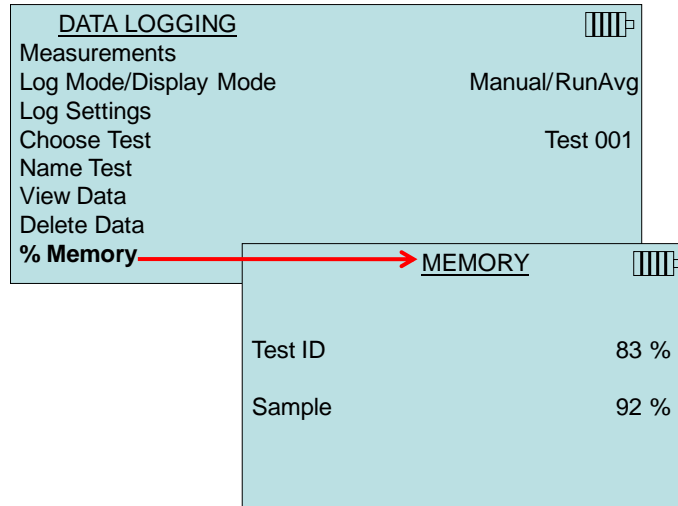 DATA LOGGING
Measurements
Log Mode/Display Mode Manual/RunAvg
Log Settings
Choose Test Test 001
Name Test
View Data
Delete Data
% Memory
MEMORY
Test ID 83 %
Sample 92 %